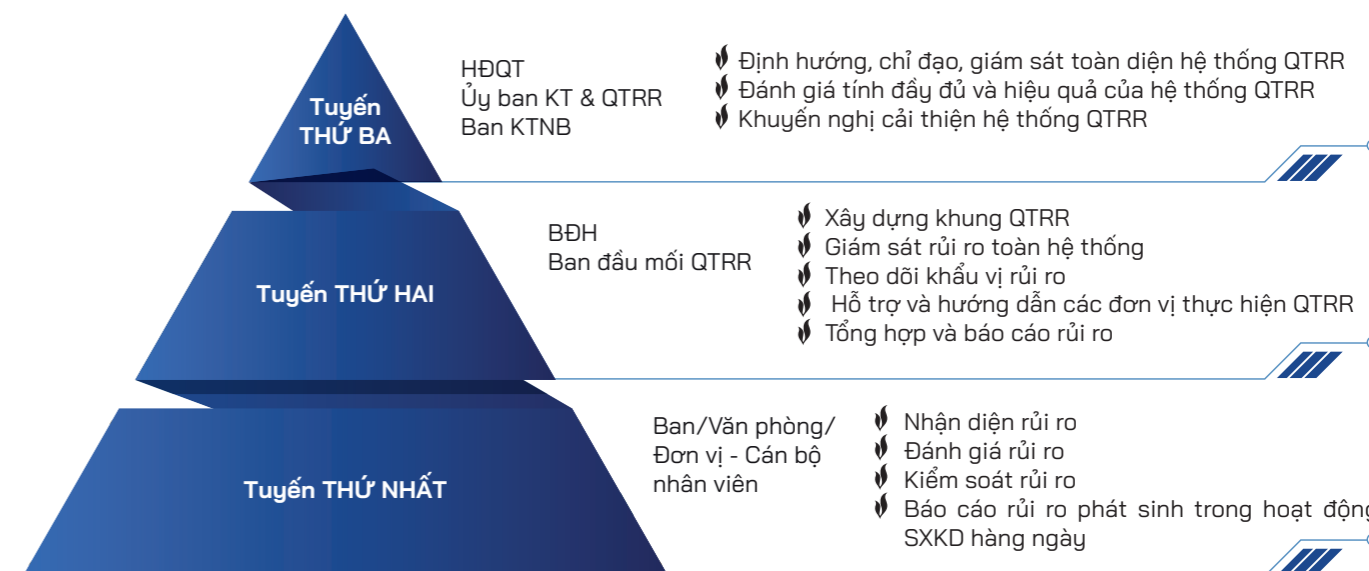 Tuyến
THỨ BA
HĐQT
Ủy ban KT & QTRR
Ban KTNB
Định hướng, chỉ đạo, giám sát toàn diện hệ thống QTRR
Đánh giá tính đầy đủ và hiệu quả của hệ thống QTRR
Khuyến nghị cải thiện hệ thống QTRR
Tuyến THỨ HAI
BĐH
Ban đầu mối QTRR
Xây dựng khung QTRR
Giám sát rủi ro toàn hệ thống
Theo dõi khẩu vị rủi ro
Hỗ trợ và hướng dẫn các đơn vị thực hiện QTRR
Tổng hợp và báo cáo rủi ro
Tuyến THỨ NHẤT
Ban/Văn phòng/
Đơn vị - Cán bộ
nhân viên
Nhận diện rủi ro
Đánh giá rủi ro
Kiểm soát rủi ro
Báo cáo rủi ro phát sinh trong hoạt động
SXKD hàng ngày